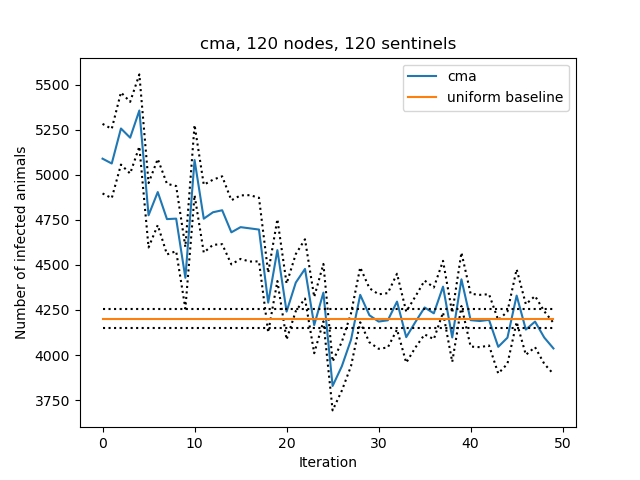 cma, 120 nodes, 120 sentinels
cma
uniform baseline
Number of infected animals
5500
5250
5000
4750
4500
4250
4000
3750
0 10 20 30 40 50
Iteration